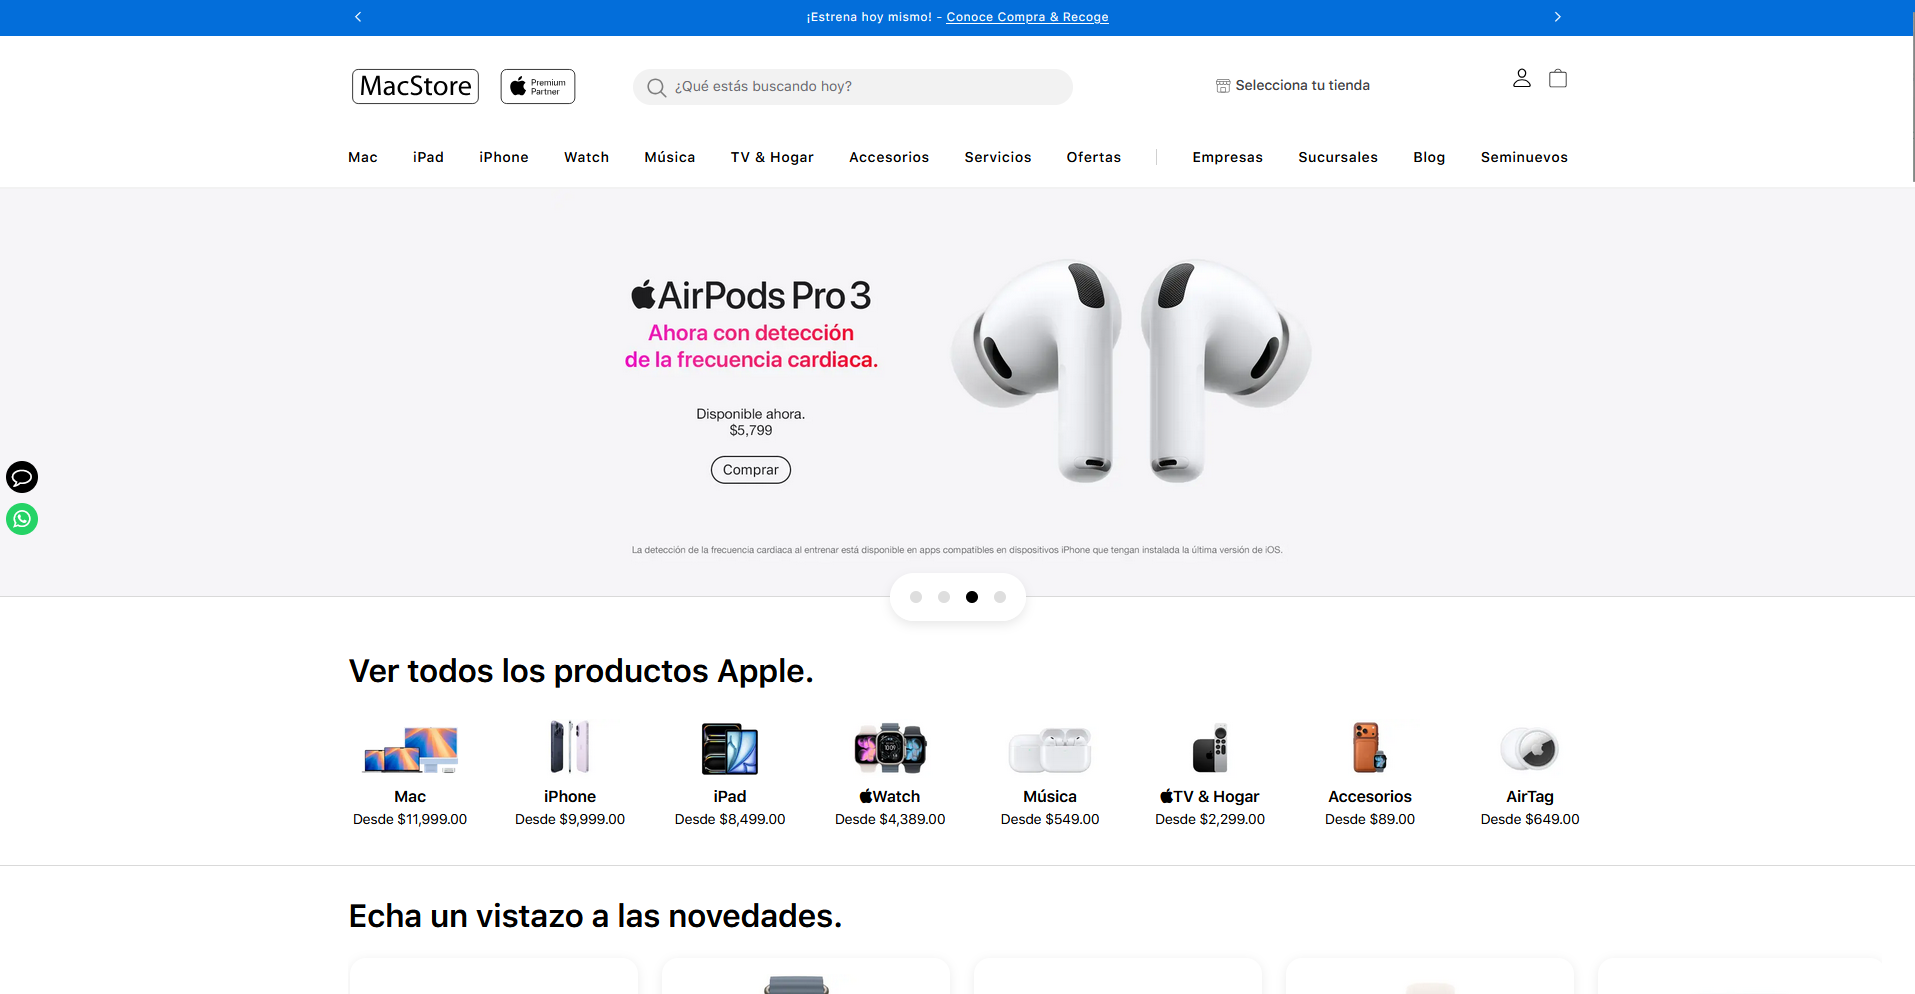 ¡Estrena hoy mismo! - Conoce Compra & Recoge
MacStore
Premium
Partner
¿Qué estás buscando hoy?
Selecciona tu tienda
Mac iPad iPhone Watch Música TV & Hogar Accesorios Servicios Ofertas Empresas Sucursales Blog Seminuevos
AirPods Pro 3
Ahora con detección
de la frecuencia cardiaca.
Disponible ahora.
$5,799
Comprar
La detección de la frecuencia cardiaca al entrenar está disponible en apps compatibles en dispositivos iPhone que tengan instalada la última versión de iOS.
Ver todos los productos Apple.
Mac
Desde $11,999.00
iPhone
Desde $9,999.00
iPad
Desde $8,499.00
Watch
Desde $4,389.00
Música
Desde $549.00
TV & Hogar
Desde $2,299.00
Accesorios
Desde $89.00
AirTag
Desde $649.00
Echa un vistazo a las novedades.